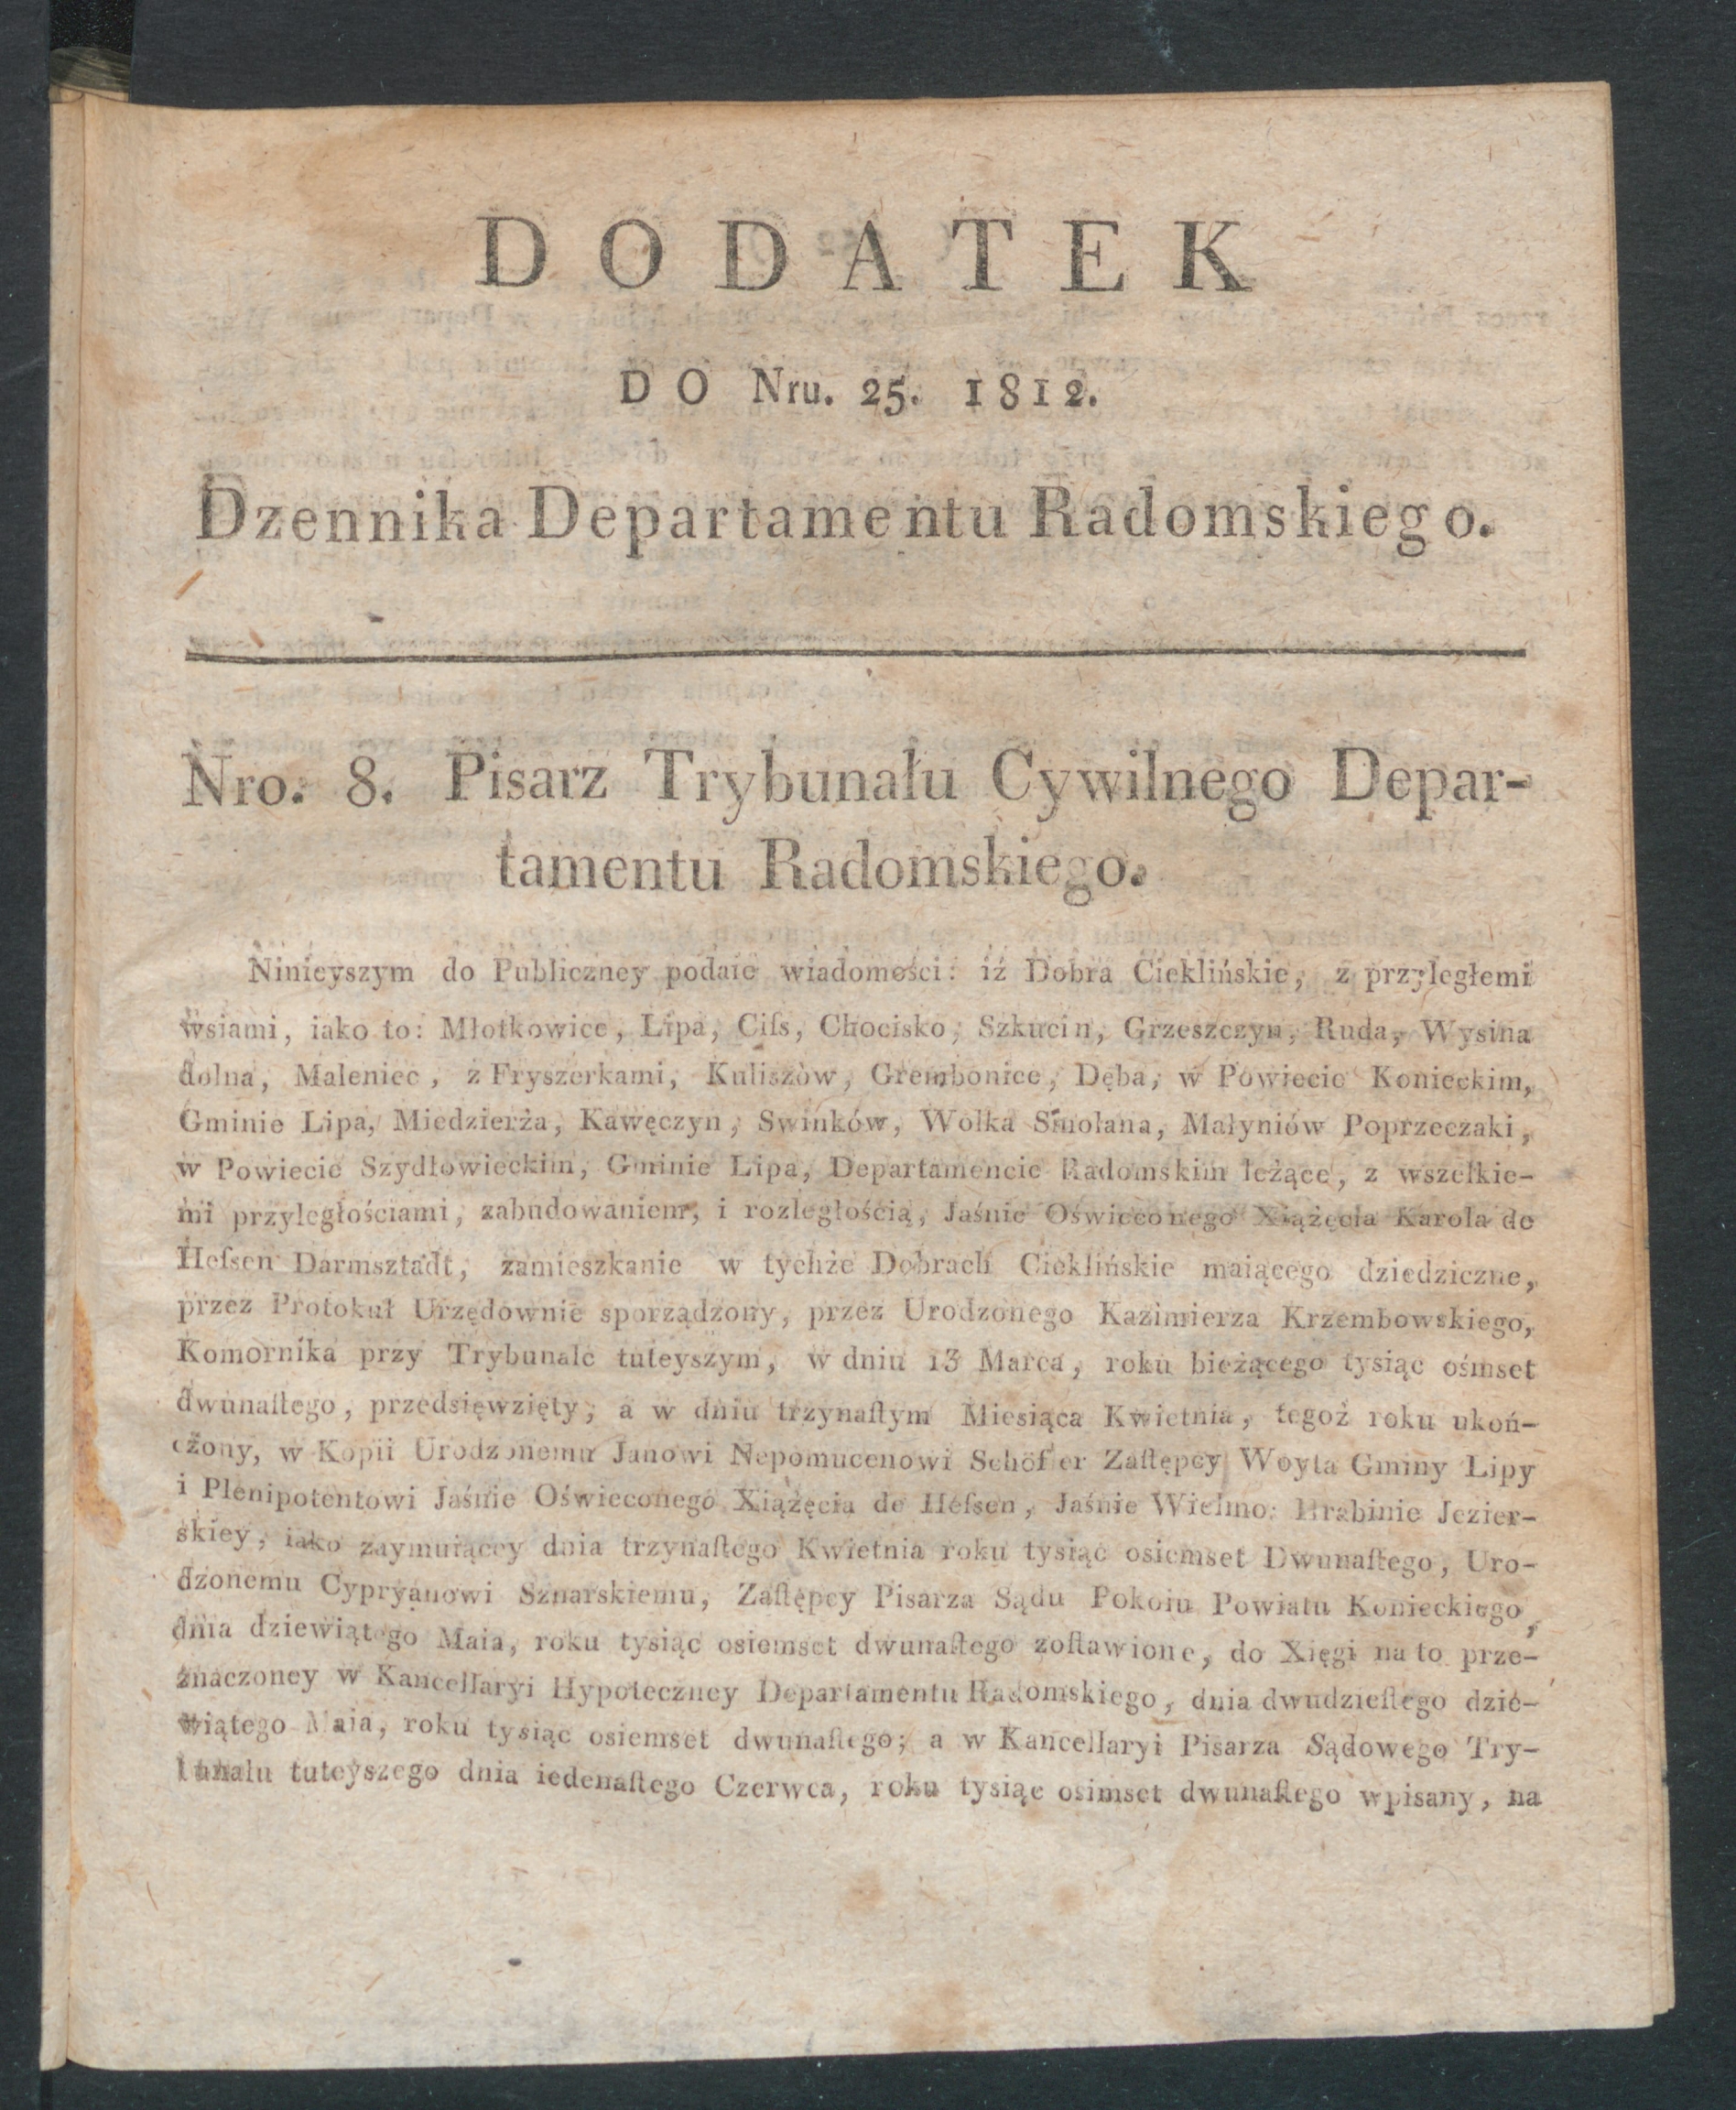 DODATEK
DO Nru. 25. 1812.
Dzennika Departamentu Radomskiego.
Nro. 8. Pisarz Trybunału Cywilnego Depar-
tamentu Radomskiego.
Ninieyszym do Publiczney podaie wiadomości: iż Dobra Cieklińskie, z przyległemi
wsiami, iako to: Młotkowice, Lipa, Ciſs, Chocisko, Szkucin, Grzeszczyn, Ruda, Wysina
dolna, Maleniec, z Fryszerkami, Kuliszów, Grembonice, Dęba, w Powiecie Konieckim,
Gminie Lipa, Miedzierża, Kawęczyn, Swinków, Wolka Smolana, Małyniów Poprzeczaki,
w Powiecie Szydłowieckim, Gminie Lipa, Departamencie Radomskim leżące, z wszelkie-
mi przyległościami, zabudowaniem, i rozległością, Jaśnie Oświeconego Xiążęcia Karola de
Heſsen Darmsztadt, zamieszkanie w tychże Dobrach Cieklińskie maiącego dziedziczne,
przez Protokuł Urzędownie sporządzony, przez Urodzonego Kazimierza Krzembowskiego,
Komornika przy Trybunale tuteyszym, w dniu 13 Marca, roku bieżącego tysiąc ośmset
dwunaſtego, przedsięwzięty, a w dniu trzynaſtym Miesiąca Kwietnia, tegoż roku ukoń-
czony, w Kopii Urodzonemu Janowi Nepomucenowi Schöffer Zaſtępcy Woyta Gminy Lipy
i Plenipotentowi Jaśnie Oświeconego Xiążęcia de Heſsen, Jaśnie Wielmo: Hrabinie Jezier-
skiey, iako zaymuiącey dnia trzynaſtego Kwietnia roku tysiąc osiemset Dwunaſtego, Uro-
dzonemu Cypryanowi Sznarskiemu, Zaſtępcy Pisarza Sądu Pokoiu Powiatu Konieckiego,
dnia dziewiątego Maia, roku tysiąc osiemset dwunaſtego zoſtawione, do Xięgi na to prze-
znaczoney w Kancellaryi Hypoteczney Departamentu Radomskiego, dnia dwudzieſtego dzie-
wiątego Maia, roku tysiąc osiemset dwunaſtego; a w Kancellaryi Pisarza Sądowego Try-
bunalu tuteyszego dnia iedenaſtego Czerwca, roku tysiąc osimset dwunaſtego wpisany, na